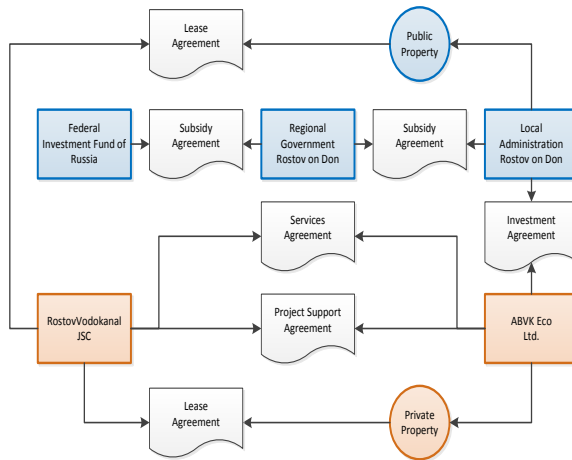 Lease
Agreement
Public
Property
Federal
Investment Fund of
Russia
Subsidy
Agreement
Regional
Government
Rostov on Don
Subsidy
Agreement
Local
Administration
Rostov on Don
Services
Agreement
Investment
Agreement
RostovVodokanal
JSC
Project Support
Agreement
ABVK Eco
Ltd.
Lease
Agreement
Private
Property